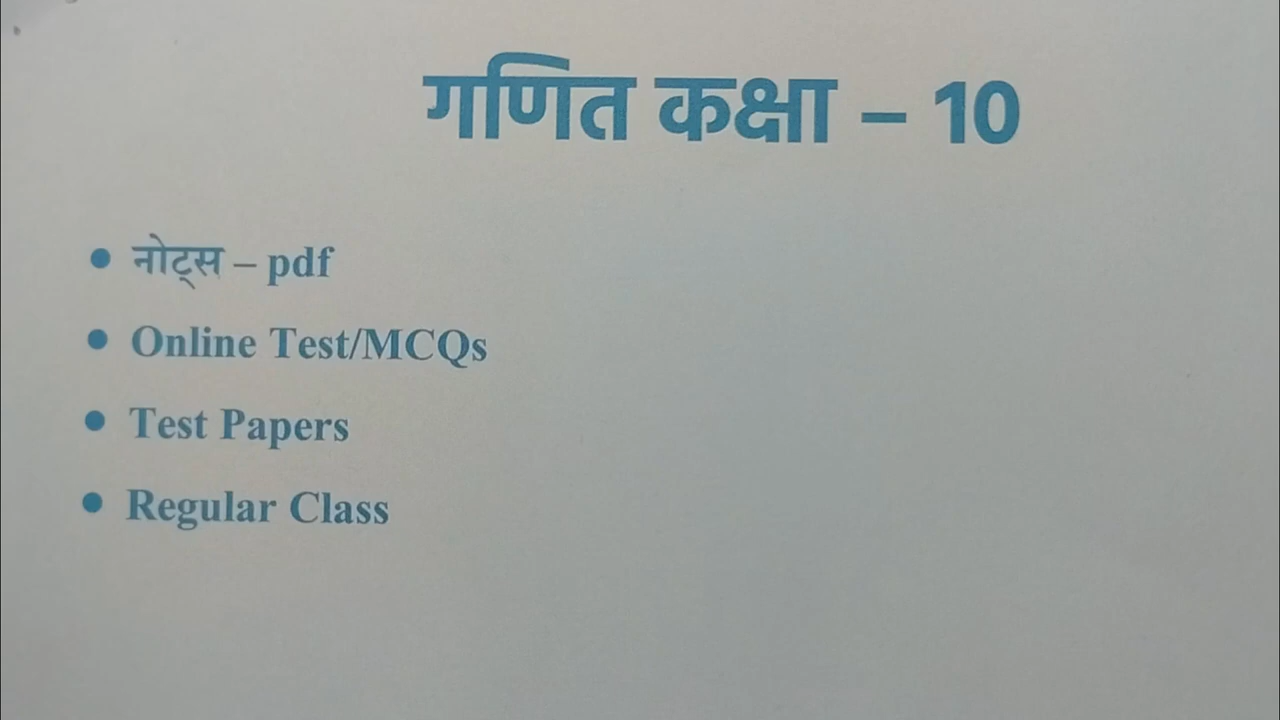 गणित कक्षा – 10
• नोट्स – pdf
• Online Test/MCQs
• Test Papers
• Regular Class